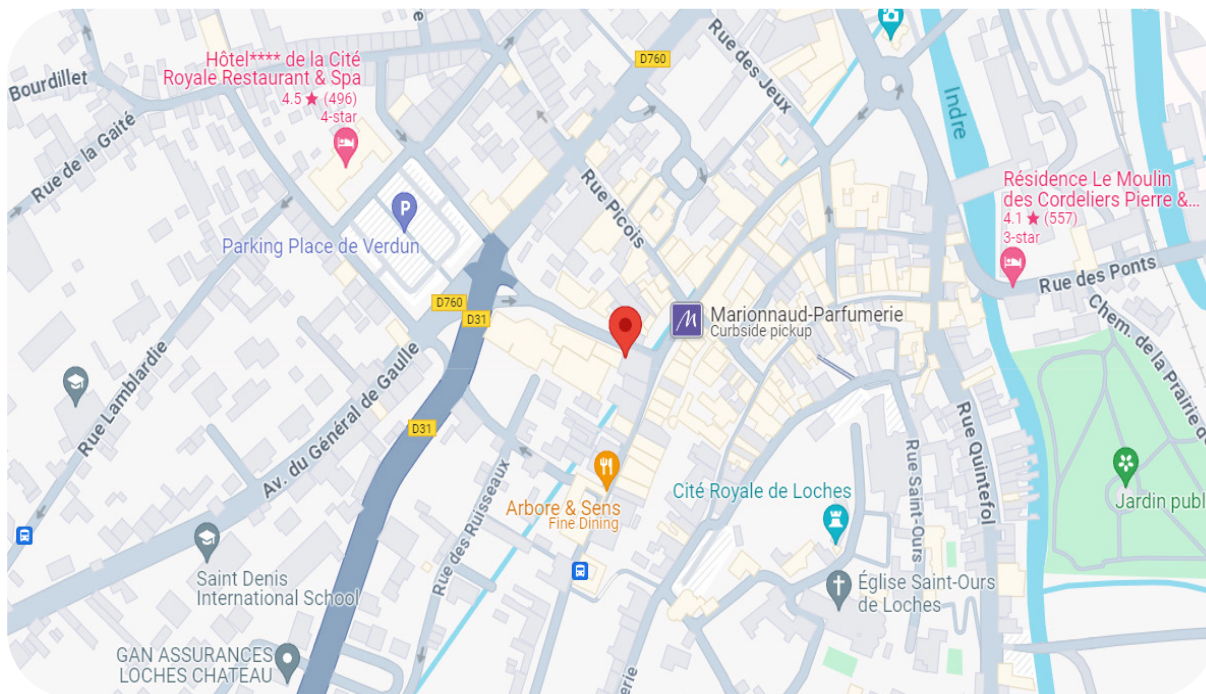 Hôtel**** de la Cité
Royale Restaurant & Spa
4.5 ★ (496)
4-star
D760
Rue des Jeux
Indre
Bourdillet
Rue de la Gaité
Résidence Le Moulin
des Cordeliers Pierre &...
4.1 ★ (557)
3-star
Rue Picois
P
Parking Place de Verdun
Rue des Ponts
D760
D31
M
Marionnaud-Parfumerie
Curbside pickup
Chem. de la Prairie de
Rue Lamblardie
Av. du Général de Gaulle
D31
Rue Quintefol
Rue Saint-Ours
Rue des Ruisseaux
Arbore & Sens
Fine Dining
Cité Royale de Loches
Jardin publ
Saint Denis
International School
Église Saint-Ours
de Loches
GAN ASSURANCES
LOCHES CHATEAU
erie